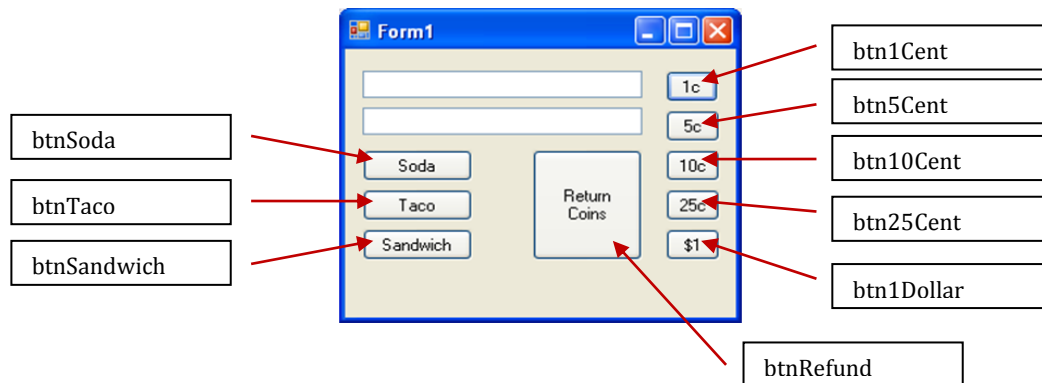 Form1
btn1Cent
1c
btn5Cent
5c
btnSoda
Soda
10c
btn10Cent
btnTaco
Taco
Return
Coins
25c
btn25Cent
btnSandwich
Sandwich
$1
btn1Dollar
btnRefund